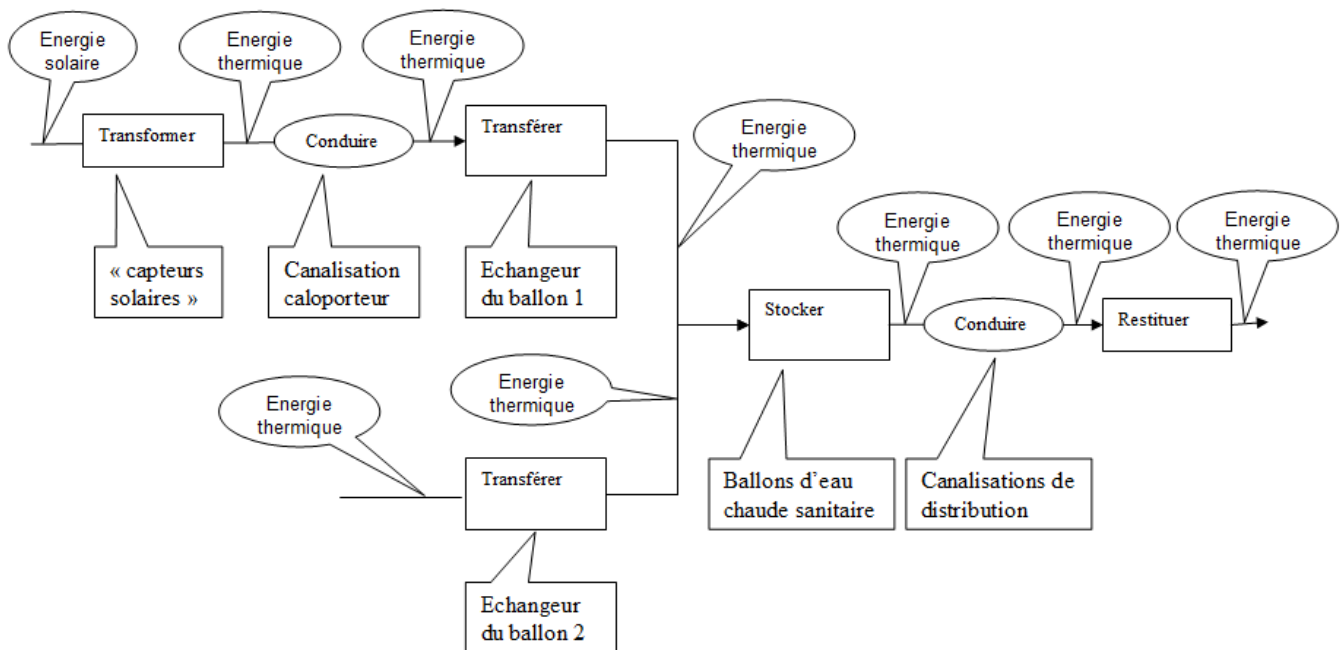 Energie
solaire
Energie
thermique
Energie
thermique
Transformer
Conduire
Transférer
Energie
thermique
« capteurs
solaires »
Canalisation
caloporteur
Echangeur
du ballon 1
Energie
thermique
Energie
thermique
Energie
thermique
Stocker
Conduire
Restituer
Energie
thermique
Energie
thermique
Transférer
Ballons d'eau
chaude sanitaire
Canalisations de
distribution
Echangeur
du ballon 2